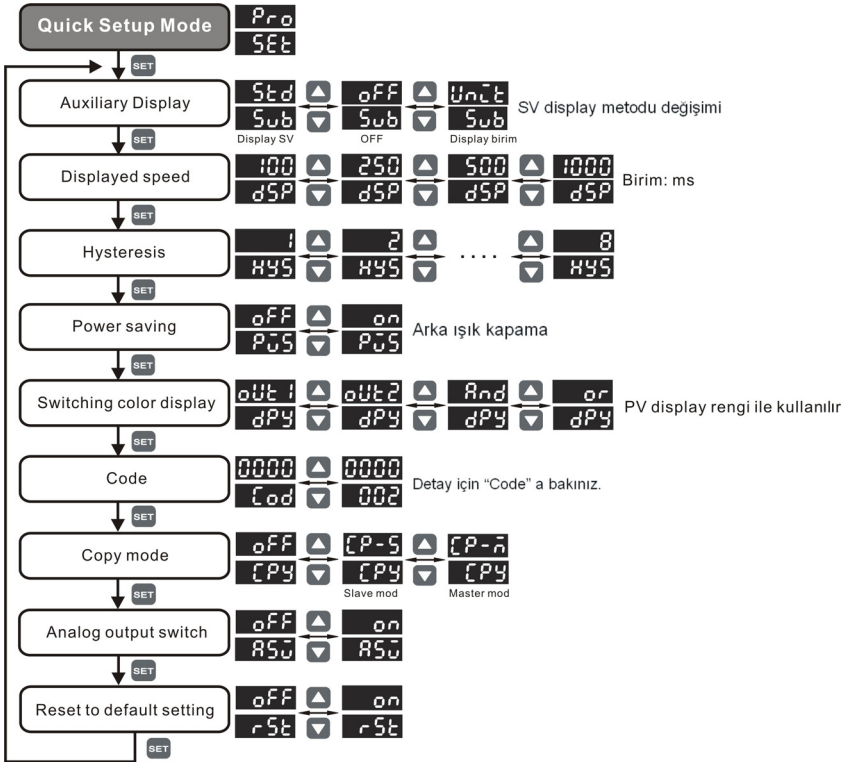 Quick Setup Mode
Pro
SEt
SET
Auxiliary Display
Std oFF Unit
Sub Sub Sub
SV display metodu değişimi
Display SV OFF Display birim
SET
Displayed speed
100 250 500 1000
dSP dSP dSP dSP
Birim: ms
SET
Hysteresis
1 2 .... 8
HYS HYS HYS
SET
Power saving
oFF on
PwS PwS
Arka ışık kapama
SET
Switching color display
oUt1 oUt2 And or
dPY dPY dPY dPY
PV display rengi ile kullanılır
SET
Code
0000 0000
Cod 002
Detay için “Code” a bakınız.
SET
Copy mode
oFF CP-S CP-m
CPY CPY CPY
Slave mod Master mod
SET
Analog output switch
oFF on
ASw ASw
SET
Reset to default setting
oFF on
rSt rSt
SET